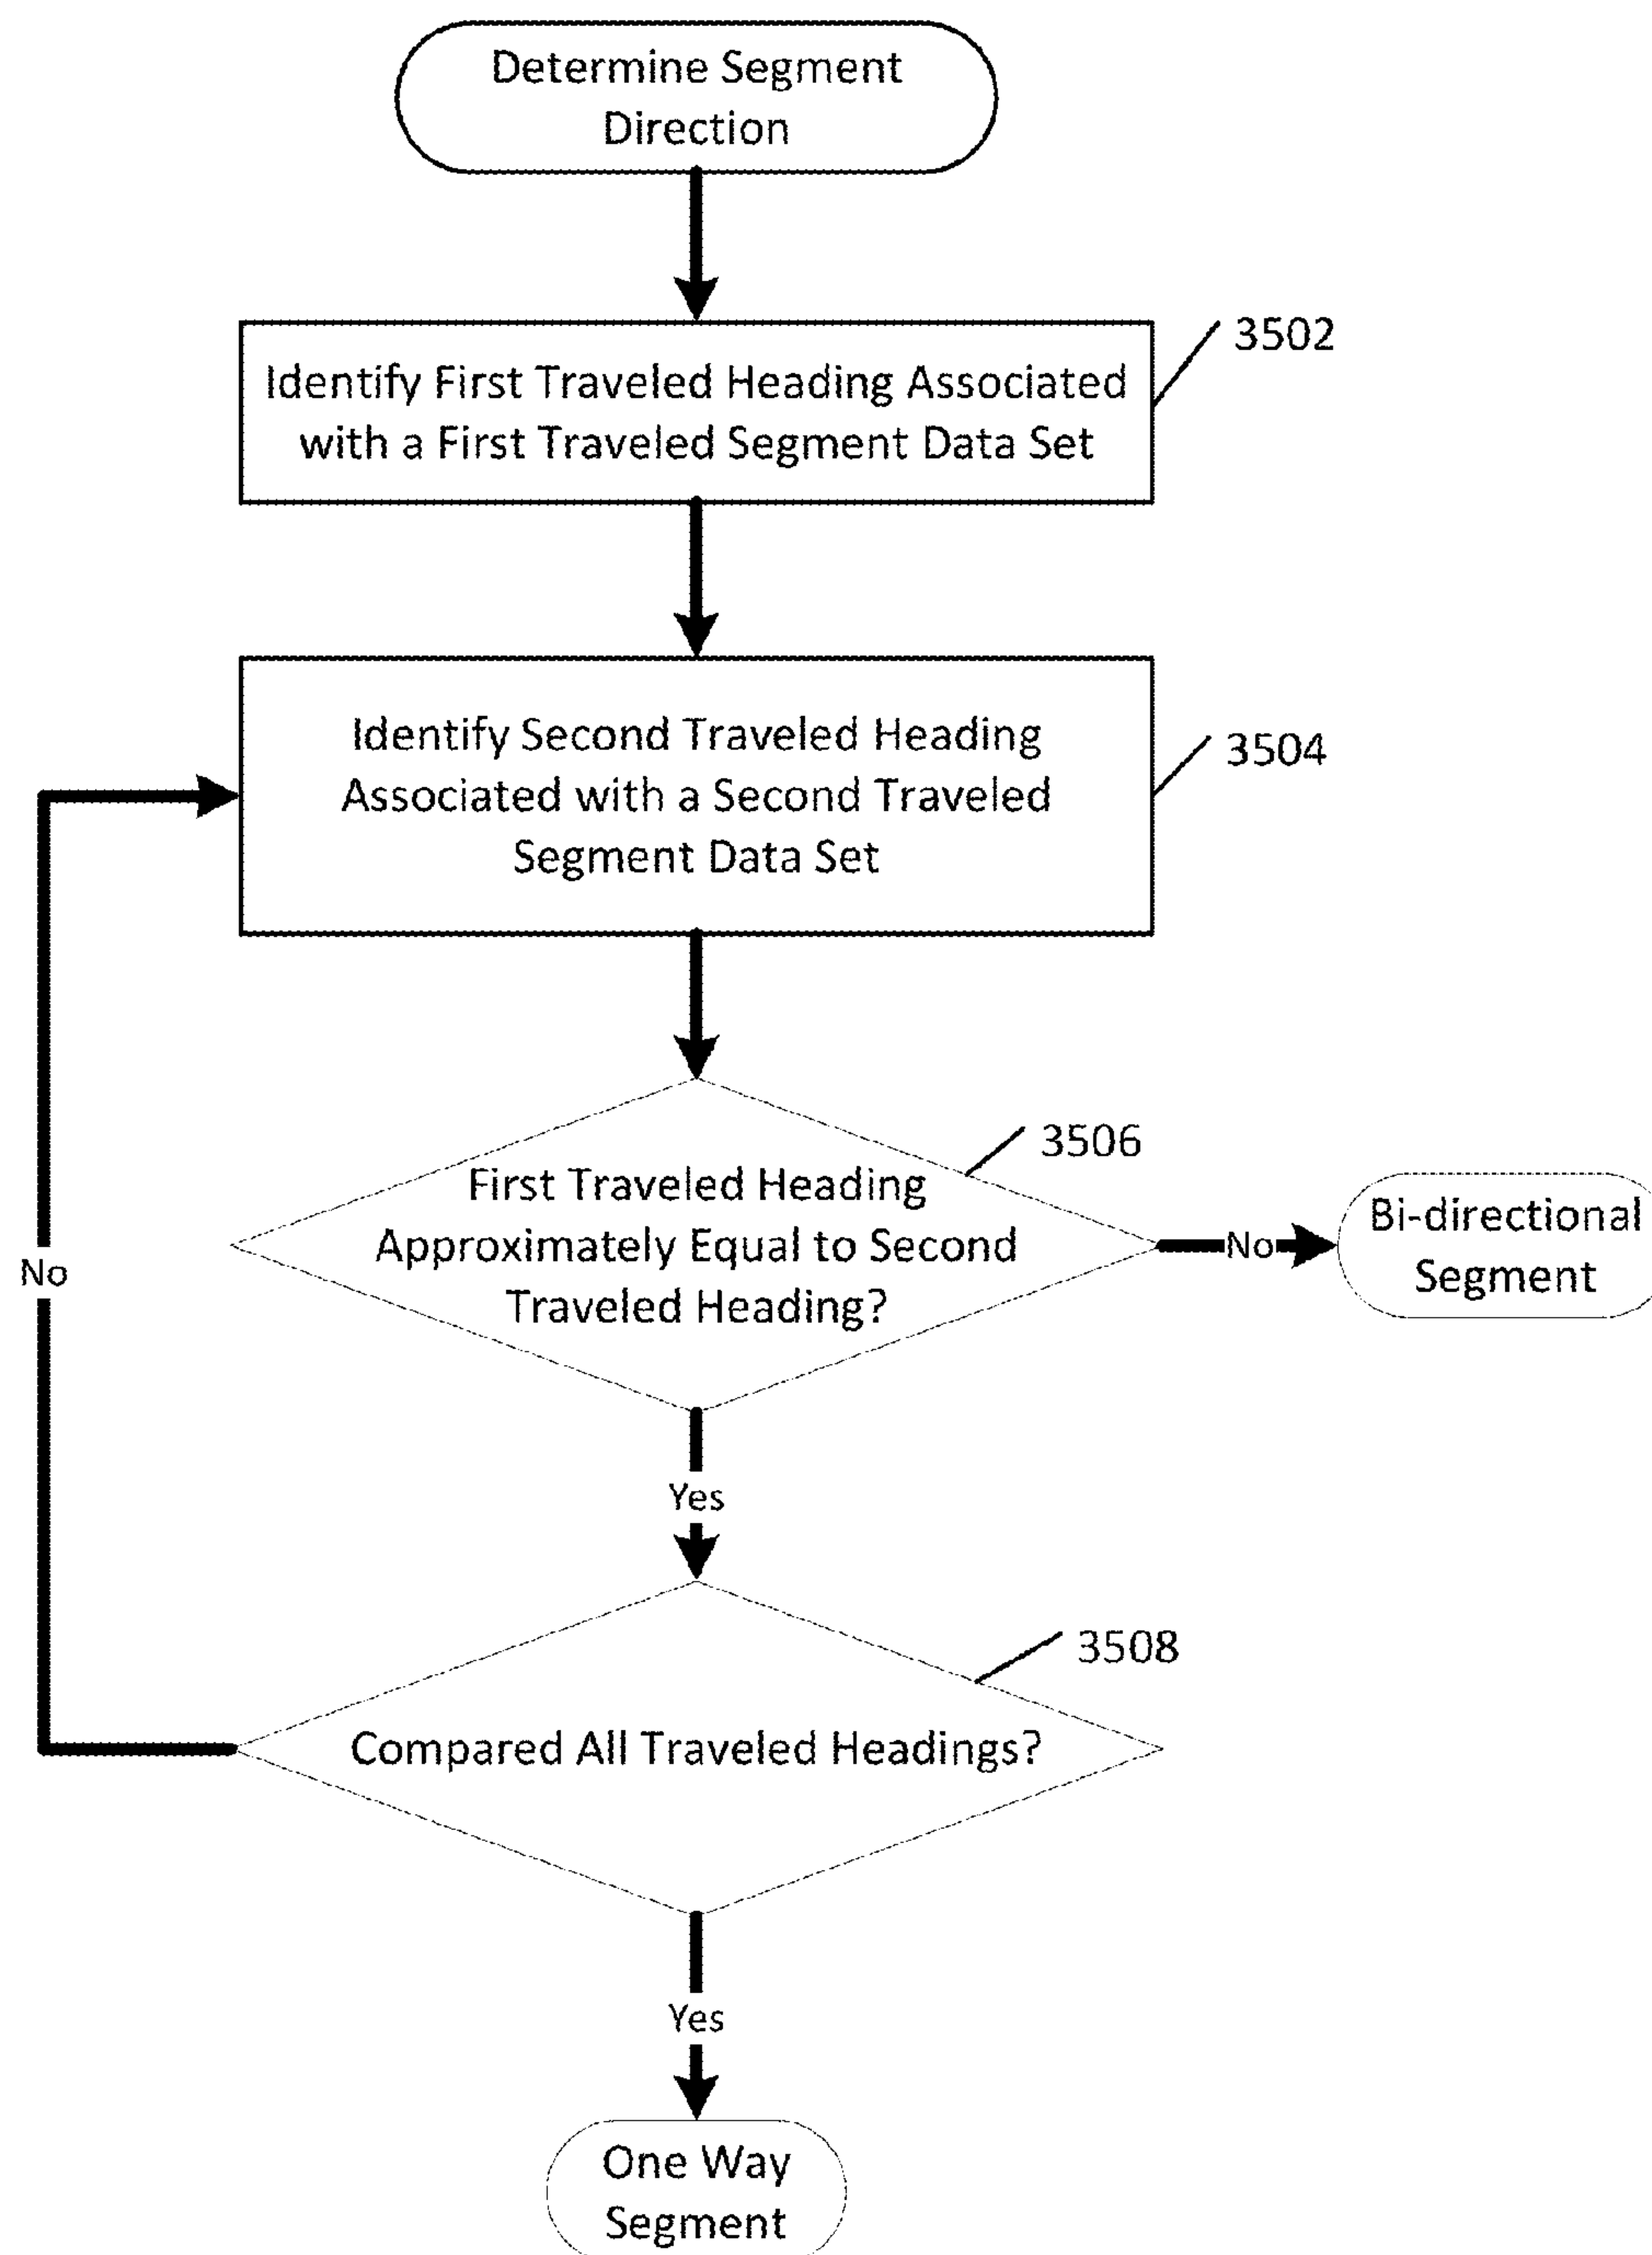 Determine Segment
Direction
3502
Identify First Traveled Heading Associated
with a First Traveled Segment Data Set
3504
Identify Second Traveled Heading
Associated with a Second Traveled
Segment Data Set
3506
First Traveled Heading
Approximately Equal to Second
Traveled Heading?
No
Bi-directional
Segment
No
Yes
3508
Compared All Traveled Headings?
Yes
One Way
Segment